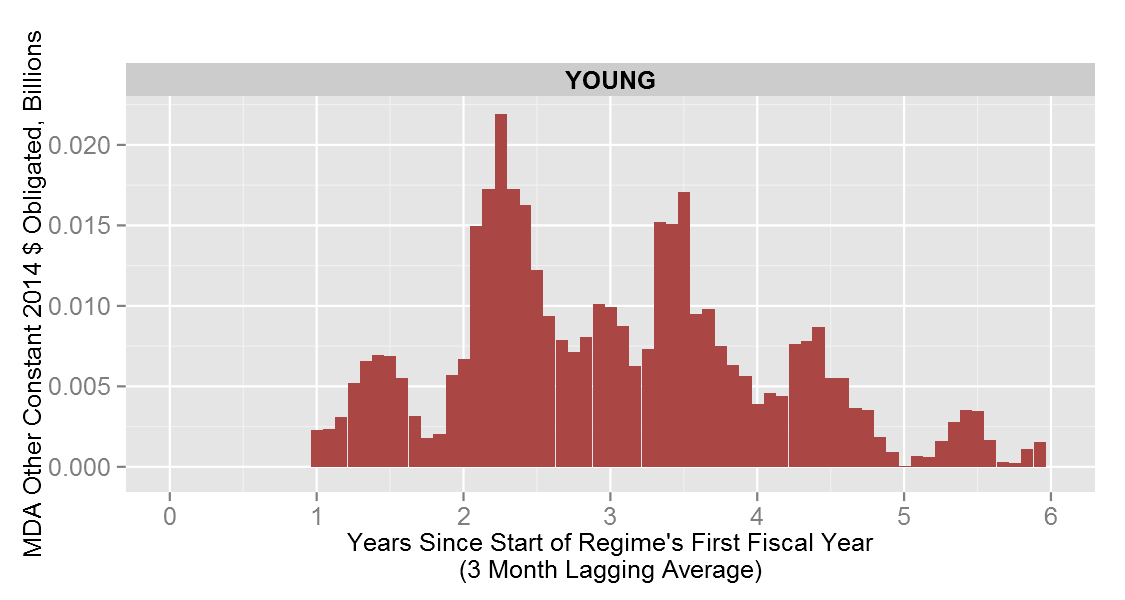 YOUNG
MDA Other Constant 2014 $ Obligated, Billions
0.020
0.015
0.010
0.005
0.000
0 1 2 3 4 5 6
Years Since Start of Regime's First Fiscal Year
(3 Month Lagging Average)